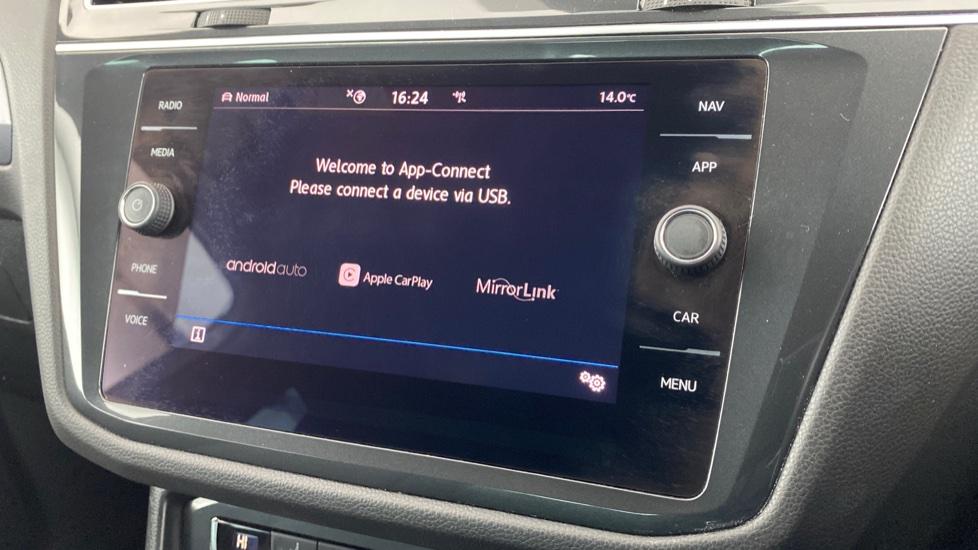 RADIO
MEDIA
PHONE
VOICE
Normal
16:24
14.0°C
Welcome to App-Connect
Please connect a device via USB.
androidauto
Apple CarPlay
MirrorLink
i
NAV
APP
CAR
MENU
HI